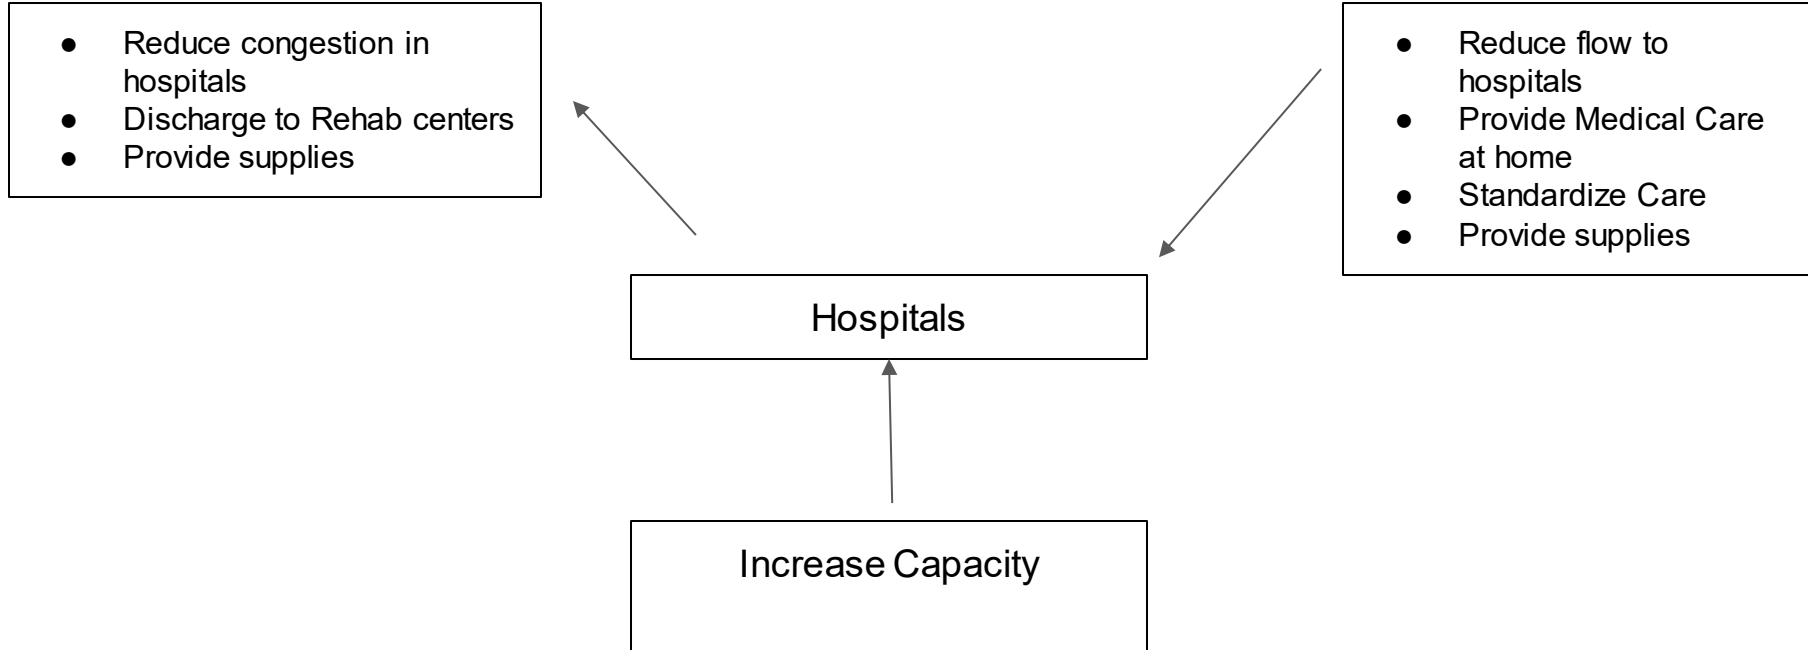 ● Reduce congestion in
hospitals
● Discharge to Rehab centers
● Provide supplies
● Reduce flow to
hospitals
● Provide Medical Care
at home
● Standardize Care
● Provide supplies
Hospitals
Increase Capacity